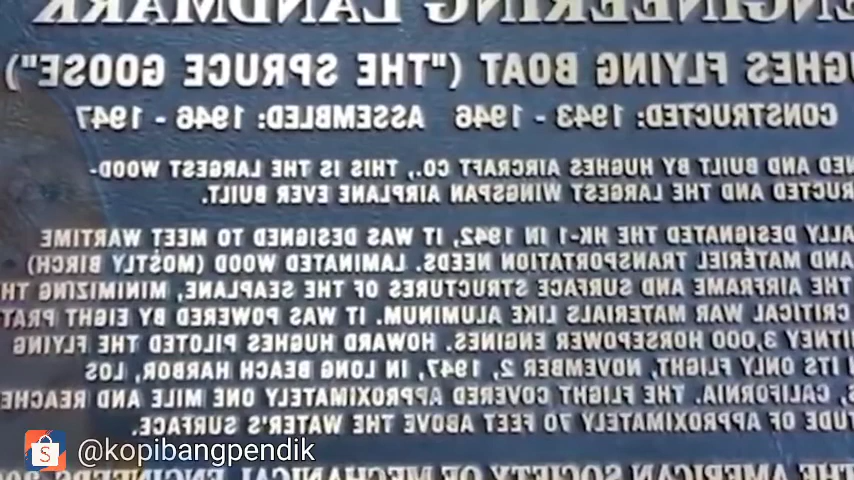 ENGINEERING LANDMARK
GHES FLYING BOAT ("THE SPRUCE GOOSE")
CONSTRUCTED: 1943 - 1946 ASSEMBLED: 1946 - 1947
NED AND BUILT BY HUGHES AIRCRAFT CO., THIS IS THE LARGEST WOOD-
RUCTED AND THE LARGEST WINGSPAN AIRPLANE EVER BUILT.
ALLY DESIGNATED THE HK-1 IN 1942, IT WAS DESIGNED TO MEET WARTIME
AND MATÉRIEL TRANSPORTATION NEEDS. LAMINATED WOOD (MOSTLY BIRCH)
THE AIRFRAME AND SURFACE STRUCTURES OF THE SEAPLANE, MINIMIZING TH
CRITICAL WAR MATERIALS LIKE ALUMINUM. IT WAS POWERED BY EIGHT PRAT
ITNEY 3,000 HORSEPOWER ENGINES. HOWARD HUGHES PILOTED THE FLYING
ITS ONLY FLIGHT, NOVEMBER 2, 1947, IN LONG BEACH HARBOR, LOS
S, CALIFORNIA. THE FLIGHT COVERED APPROXIMATELY ONE MILE AND REACHE
TUDE OF APPROXIMATELY 70 FEET ABOVE THE WATER'S SURFACE.
THE AMERICAN SOCIETY OF MECHANICAL ENGINEERS
@kopibangpendik